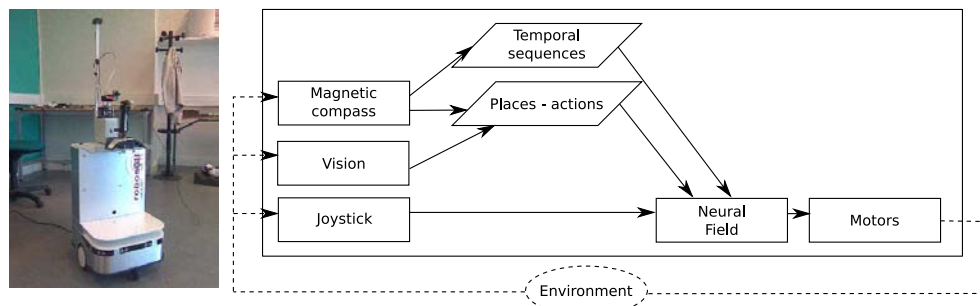 Temporal
sequences
Magnetic
compass
Places - actions
Vision
Joystick
Neural
Field
Motors
Environment